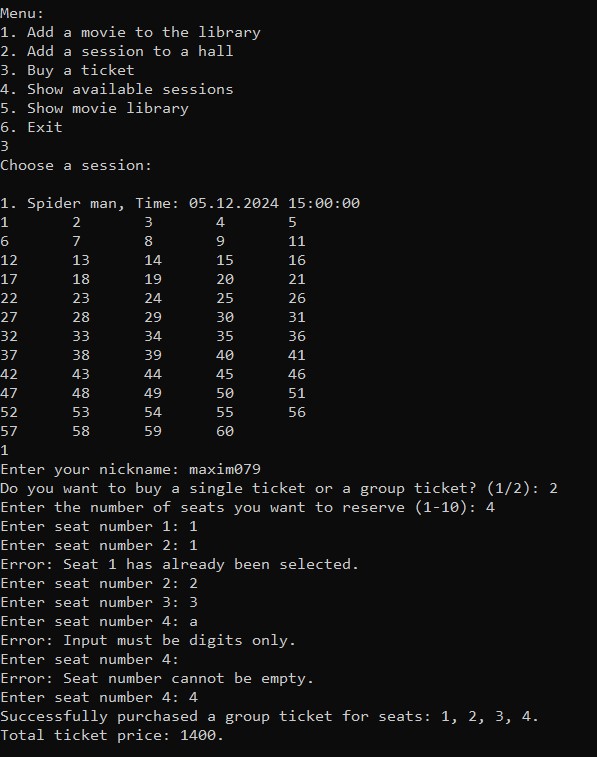 Menu:
1. Add a movie to the library
2. Add a session to a hall
3. Buy a ticket
4. Show available sessions
5. Show movie library
6. Exit
3
Choose a session:

1. Spider man, Time: 05.12.2024 15:00:00
1 2 3 4 5
6 7 8 9 11
12 13 14 15 16
17 18 19 20 21
22 23 24 25 26
27 28 29 30 31
32 33 34 35 36
37 38 39 40 41
42 43 44 45 46
47 48 49 50 51
52 53 54 55 56
57 58 59 60
1
Enter your nickname: maxim079
Do you want to buy a single ticket or a group ticket? (1/2): 2
Enter the number of seats you want to reserve (1-10): 4
Enter seat number 1: 1
Enter seat number 2: 1
Error: Seat 1 has already been selected.
Enter seat number 2: 2
Enter seat number 3: 3
Enter seat number 4: a
Error: Input must be digits only.
Enter seat number 4:
Error: Seat number cannot be empty.
Enter seat number 4: 4
Successfully purchased a group ticket for seats: 1, 2, 3, 4.
Total ticket price: 1400.